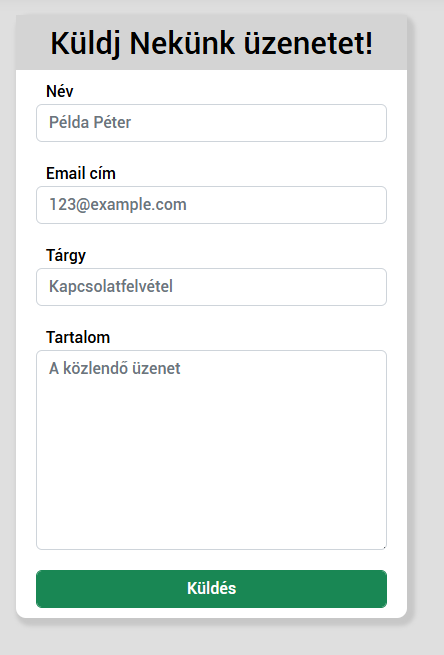 Küldj Nekünk üzenetet!
Név
Példa Péter
Email cím
123@example.com
Tárgy
Kapcsolatfelvétel
Tartalom
A közlendő üzenet
Küldés